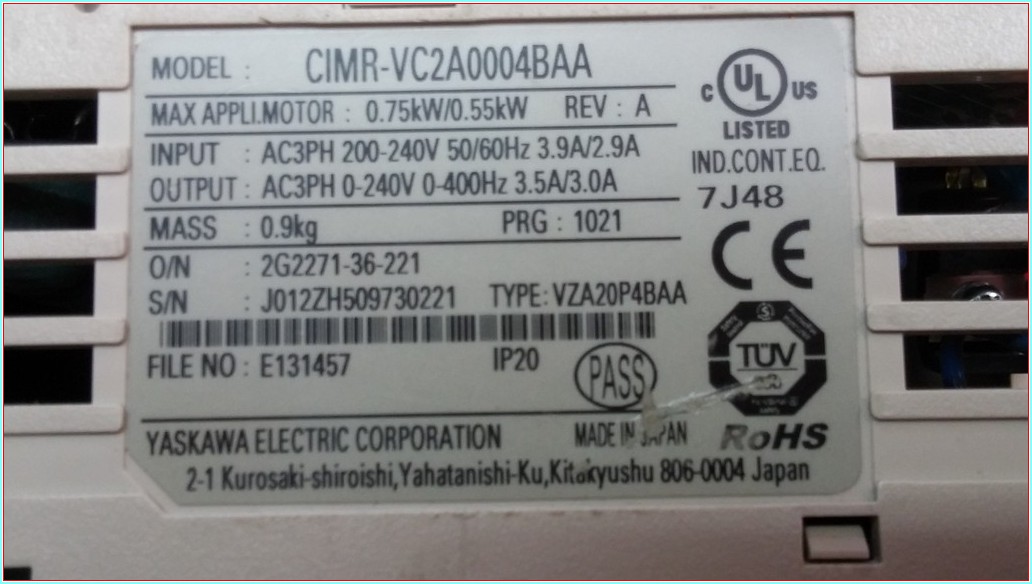 MODEL : CIMR-VC2A0004BAA
MAX APPLI.MOTOR : 0.75kW/0.55kW REV : A
INPUT : AC3PH 200-240V 50/60Hz 3.9A/2.9A
OUTPUT : AC3PH 0-240V 0-400Hz 3.5A/3.0A
MASS : 0.9kg PRG : 1021
O/N : 2G2271-36-221
S/N : J012ZH509730221 TYPE: VZA20P4BAA
FILE NO : E131457 IP20
PASS
YASKAWA ELECTRIC CORPORATION MADE IN JAPAN
2-1 Kurosaki-shiroishi,Yahatanishi-Ku,Kitakyushu 806-0004 Japan
C UL US
LISTED
IND.CONT.EQ.
7J48
CE
TÜV
RoHS